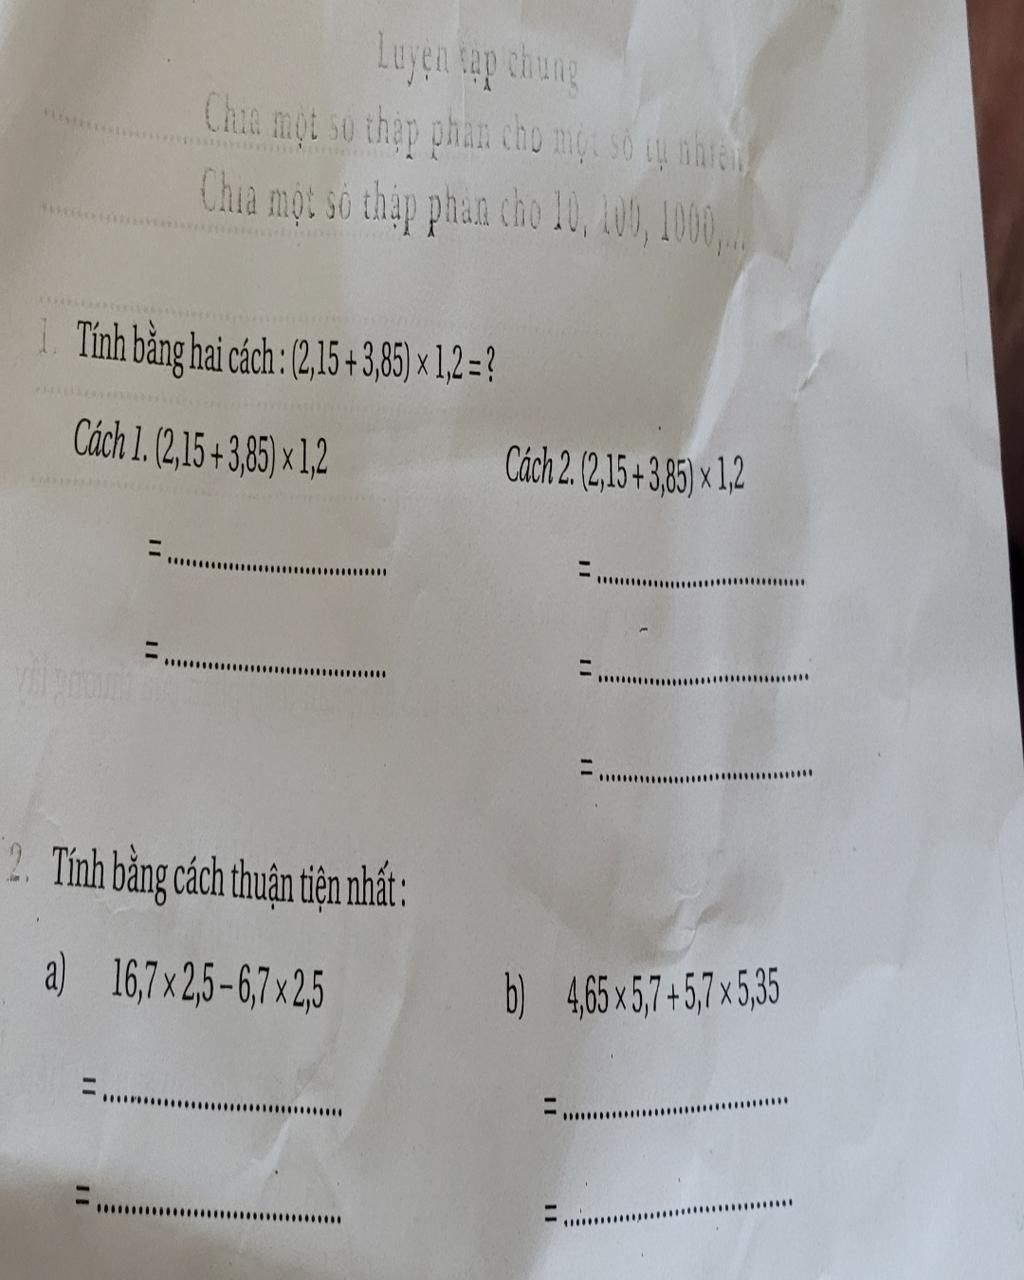 Luyện tập chung
Chia một số thập phân cho một số tự nhiên
Chia một số thập phân cho 10, 100, 1000,...
1. Tính bằng hai cách : (2,15 + 3,85) × 1,2 = ?
Cách 1. (2,15 + 3,85) × 1,2
Cách 2. (2,15 + 3,85) × 1,2
= ....................................
= ....................................
= ....................................
= ....................................
= ....................................
2. Tính bằng cách thuận tiện nhất :
a) 16,7 × 2,5 – 6,7 × 2,5
b) 4,65 × 5,7 + 5,7 × 5,35
= ....................................
= ....................................
= ....................................
= ....................................